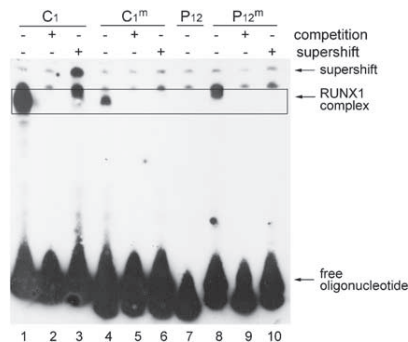 C1 C1m P12 P12m
- + - - + - - - + - competition
- - + - - + - - - + supershift
supershift
RUNX1
complex
free
oligonucleotide
1 2 3 4 5 6 7 8 9 10